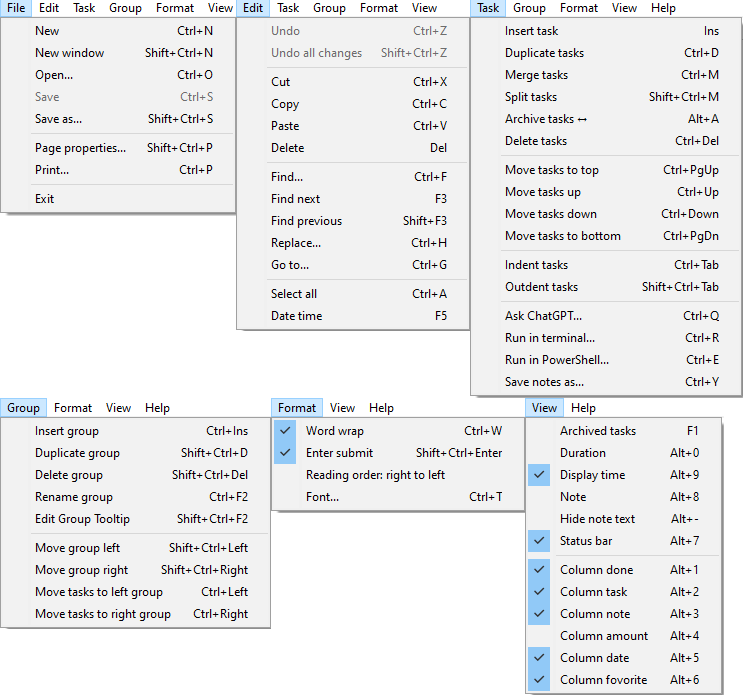 File Edit Task Group Format View
New Ctrl+N
New window Shift+Ctrl+N
Open... Ctrl+O
Save Ctrl+S
Save as... Shift+Ctrl+S
Page properties... Shift+Ctrl+P
Print... Ctrl+P
Exit
Edit Task Group Format View
Undo Ctrl+Z
Undo all changes Shift+Ctrl+Z
Cut Ctrl+X
Copy Ctrl+C
Paste Ctrl+V
Delete Del
Find... Ctrl+F
Find next F3
Find previous Shift+F3
Replace... Ctrl+H
Go to... Ctrl+G
Select all Ctrl+A
Date time F5
Task Group Format View Help
Insert task Ins
Duplicate tasks Ctrl+D
Merge tasks Ctrl+M
Split tasks Shift+Ctrl+M
Archive tasks ↔ Alt+A
Delete tasks Ctrl+Del
Move tasks to top Ctrl+PgUp
Move tasks up Ctrl+Up
Move tasks down Ctrl+Down
Move tasks to bottom Ctrl+PgDn
Indent tasks Ctrl+Tab
Outdent tasks Shift+Ctrl+Tab
Ask ChatGPT... Ctrl+Q
Run in terminal... Ctrl+R
Run in PowerShell... Ctrl+E
Save notes as... Ctrl+Y
Group Format View Help
Insert group Ctrl+Ins
Duplicate group Shift+Ctrl+D
Delete group Shift+Ctrl+Del
Rename group Ctrl+F2
Edit Group Tooltip Shift+Ctrl+F2
Move group left Shift+Ctrl+Left
Move group right Shift+Ctrl+Right
Move tasks to left group Ctrl+Left
Move tasks to right group Ctrl+Right
Format View Help
Word wrap Ctrl+W
Enter submit Shift+Ctrl+Enter
Reading order: right to left
Font... Ctrl+T
View Help
Archived tasks F1
Duration Alt+0
Display time Alt+9
Note Alt+8
Hide note text Alt+-
Status bar Alt+7
Column done Alt+1
Column task Alt+2
Column note Alt+3
Column amount Alt+4
Column date Alt+5
Column fovorite Alt+6